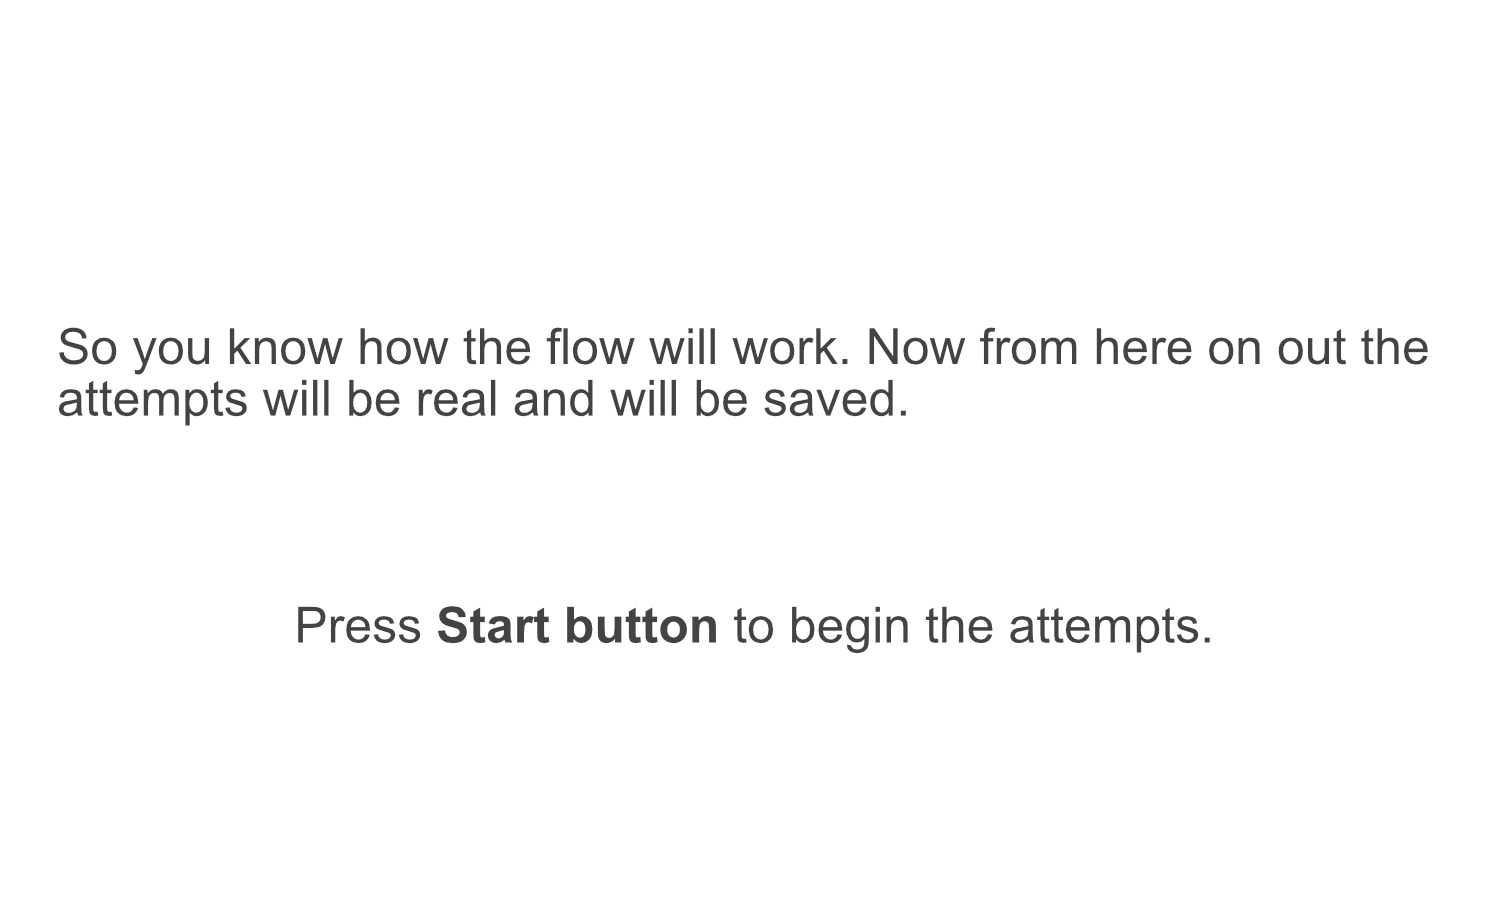 So you know how the flow will work. Now from here on out the
attempts will be real and will be saved.
Press Start button to begin the attempts.